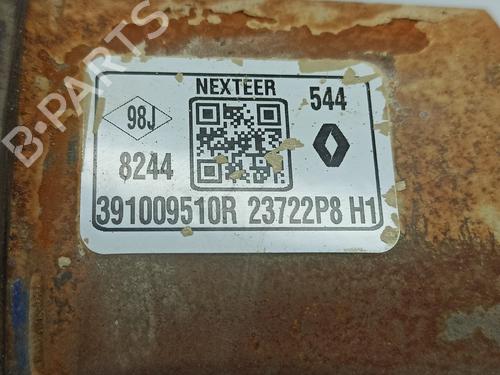 B-PARTS
NEXTEER
98J
544
8244
391009510R 23722P8 H1